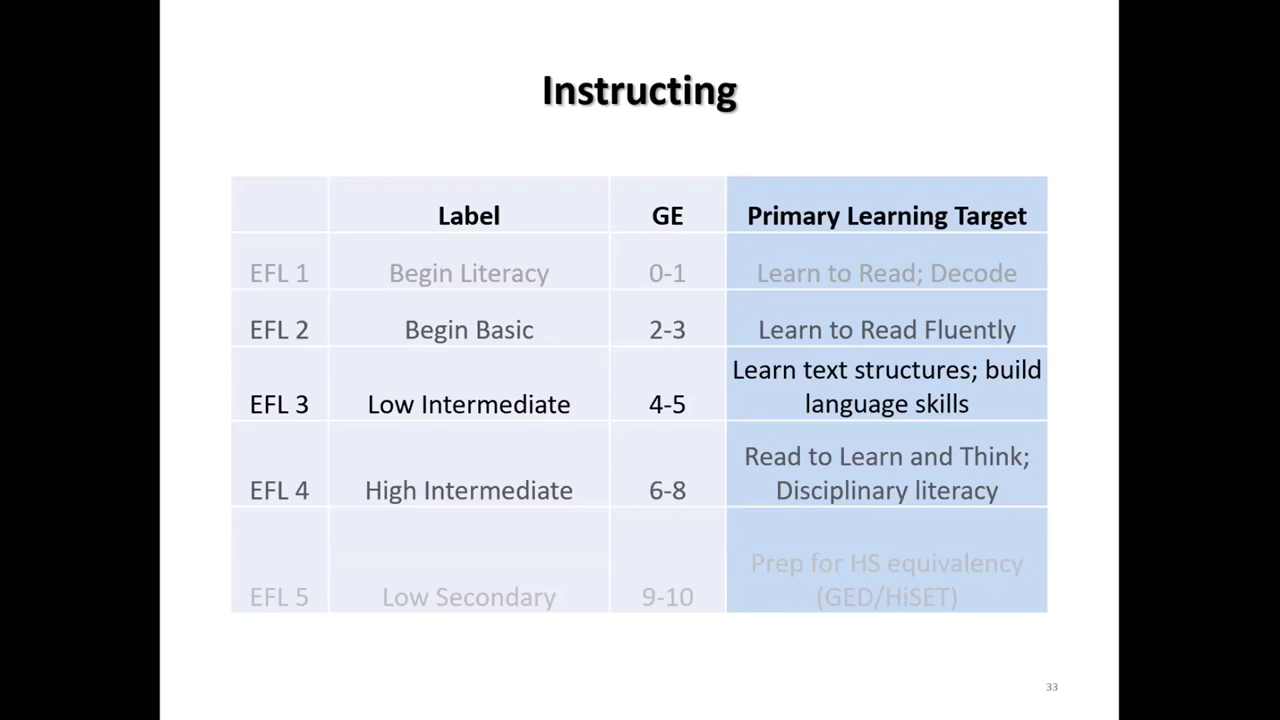 Instructing
Label GE Primary Learning Target
EFL 1 Begin Literacy 0-1 Learn to Read; Decode
EFL 2 Begin Basic 2-3 Learn to Read Fluently
Learn text structures; build
EFL 3 Low Intermediate 4-5 language skills
Read to Learn and Think;
EFL 4 High Intermediate 6-8 Disciplinary literacy
Prep for HS equivalency
EFL 5 Low Secondary 9-10 (GED/HiSET)
33